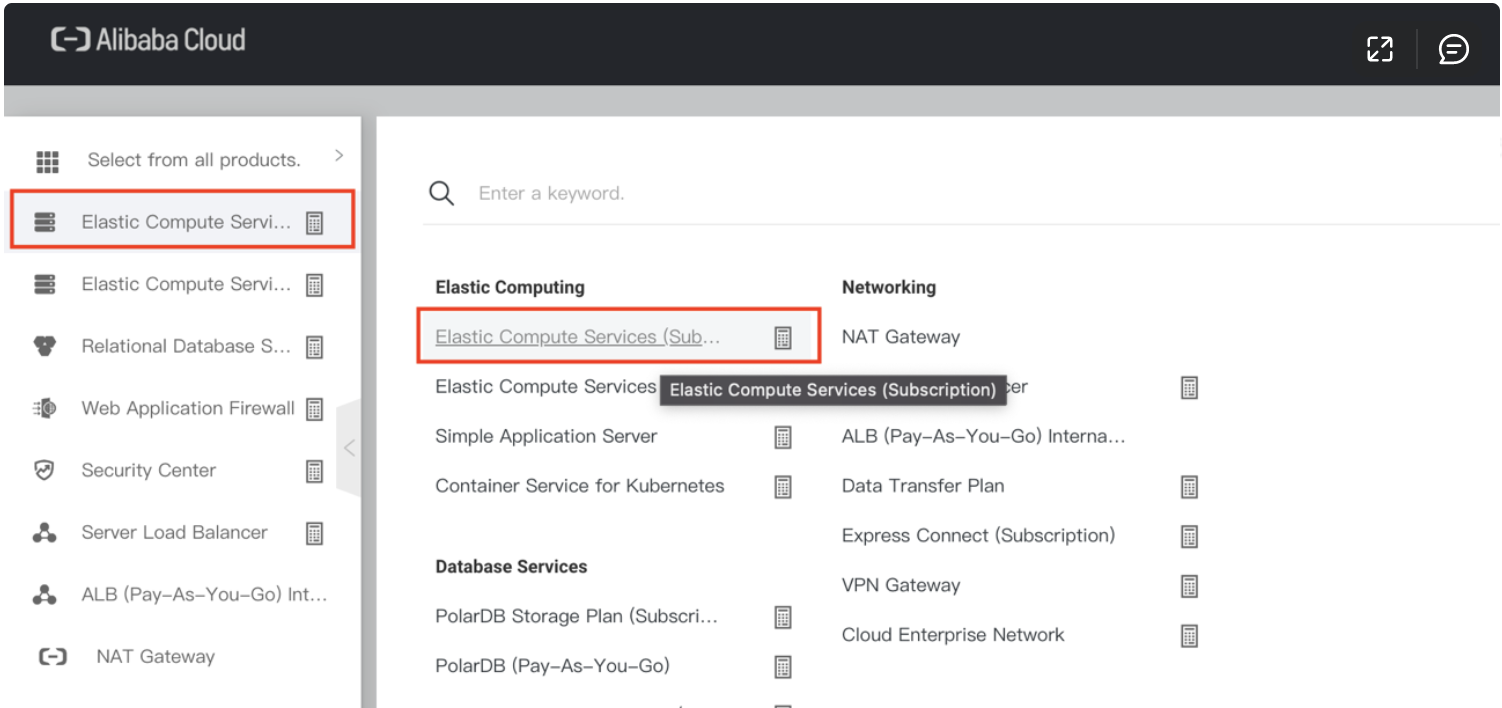 Alibaba Cloud
Select from all products.
Elastic Compute Servi...
Elastic Compute Servi...
Relational Database S...
Web Application Firewall
Security Center
Server Load Balancer
ALB (Pay-As-You-Go) Int...
NAT Gateway
Enter a keyword.
Elastic Computing
Elastic Compute Services (Sub...
Elastic Compute Services
Elastic Compute Services (Subscription)
Simple Application Server
Container Service for Kubernetes
Database Services
PolarDB Storage Plan (Subscri...
PolarDB (Pay-As-You-Go)
Networking
NAT Gateway
ALB (Pay-As-You-Go) Interna...
Data Transfer Plan
Express Connect (Subscription)
VPN Gateway
Cloud Enterprise Network